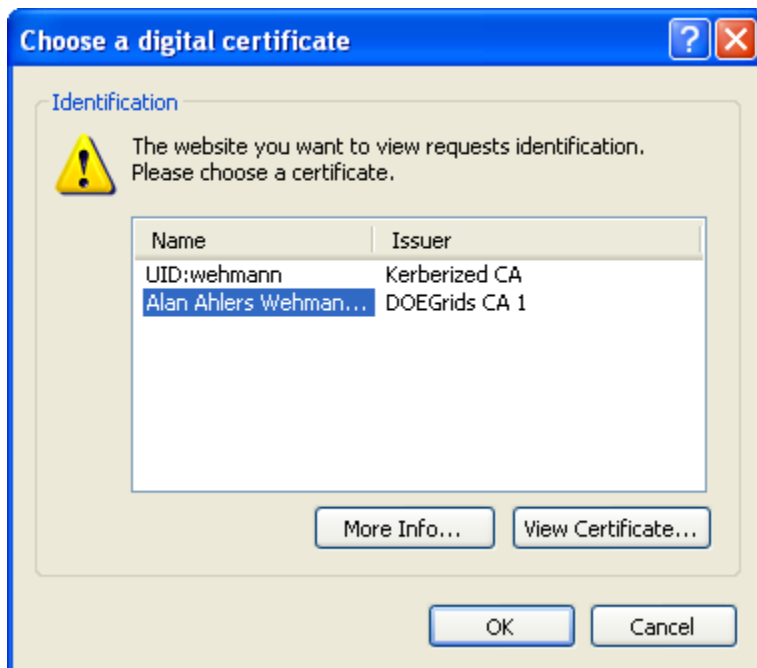 Choose a digital certificate
Identification
The website you want to view requests identification.
Please choose a certificate.
Name Issuer
UID:wehmann Kerberized CA
Alan Ahlers Wehman... DOEGrids CA 1
More Info... View Certificate...
OK Cancel